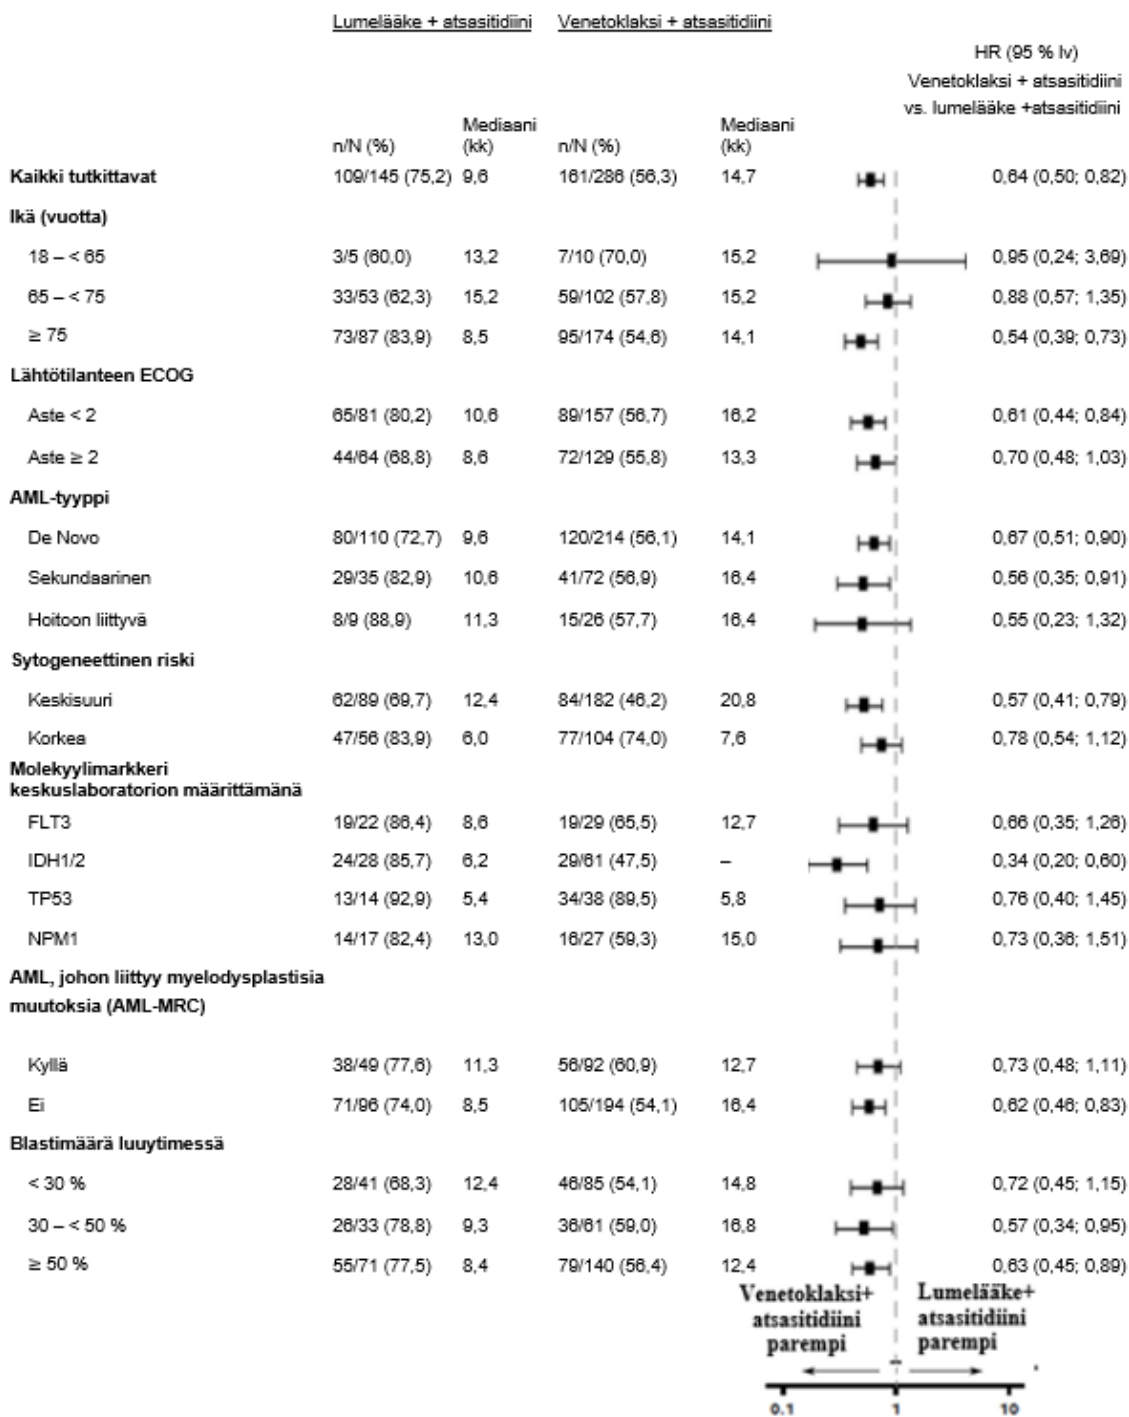 Lumelääke + atsasitidiini Venetoklaksi + atsasitidiini
HR (95 % lv)
Venetoklaksi + atsasitidiini
vs. lumelääke +atsasitidiini
n/N (%) Mediaani (kk) n/N (%) Mediaani (kk)
Kaikki tutkittavat 109/145 (75,2) 9,6 161/286 (56,3) 14,7 0,64 (0,50; 0,82)
Ikä (vuotta)
18 – < 65 3/5 (60,0) 13,2 7/10 (70,0) 15,2 0,95 (0,24; 3,69)
65 – < 75 33/53 (62,3) 15,2 59/102 (57,8) 15,2 0,88 (0,57; 1,35)
≥ 75 73/87 (83,9) 8,5 95/174 (54,6) 14,1 0,54 (0,39; 0,73)
Lähtötilanteen ECOG
Aste < 2 65/81 (80,2) 10,6 89/157 (56,7) 16,2 0,61 (0,44; 0,84)
Aste ≥ 2 44/64 (68,8) 8,6 72/129 (55,8) 13,3 0,70 (0,48; 1,03)
AML-tyyppi
De Novo 80/110 (72,7) 9,6 120/214 (56,1) 14,1 0,67 (0,51; 0,90)
Sekundaarinen 29/35 (82,9) 10,6 41/72 (56,9) 16,4 0,56 (0,35; 0,91)
Hoitoon liittyvä 8/9 (88,9) 11,3 15/26 (57,7) 16,4 0,55 (0,23; 1,32)
Sytogeneettinen riski
Keskisuuri 62/89 (69,7) 12,4 84/182 (46,2) 20,8 0,57 (0,41; 0,79)
Korkea 47/56 (83,9) 6,0 77/104 (74,0) 7,6 0,78 (0,54; 1,12)
Molekyylimarkkeri
keskuslaboratorion määrittämänä
FLT3 19/22 (86,4) 8,6 19/29 (65,5) 12,7 0,66 (0,35; 1,26)
IDH1/2 24/28 (85,7) 6,2 29/61 (47,5) – 0,34 (0,20; 0,60)
TP53 13/14 (92,9) 5,4 34/38 (89,5) 5,8 0,76 (0,40; 1,45)
NPM1 14/17 (82,4) 13,0 16/27 (59,3) 15,0 0,73 (0,36; 1,51)
AML, johon liittyy myelodysplastisia
muutoksia (AML-MRC)
Kyllä 38/49 (77,6) 11,3 56/92 (60,9) 12,7 0,73 (0,48; 1,11)
Ei 71/96 (74,0) 8,5 105/194 (54,1) 16,4 0,62 (0,46; 0,83)
Blastimäärä luuytimessä
< 30 % 28/41 (68,3) 12,4 46/85 (54,1) 14,8 0,72 (0,45; 1,15)
30 – < 50 % 26/33 (78,8) 9,3 36/61 (59,0) 16,8 0,57 (0,34; 0,95)
≥ 50 % 55/71 (77,5) 8,4 79/140 (56,4) 12,4 0,63 (0,45; 0,89)
Venetoklaksi+ Lumelääke+
atsasitidiini atsasitidiini
parempi parempi
0.1 1 10